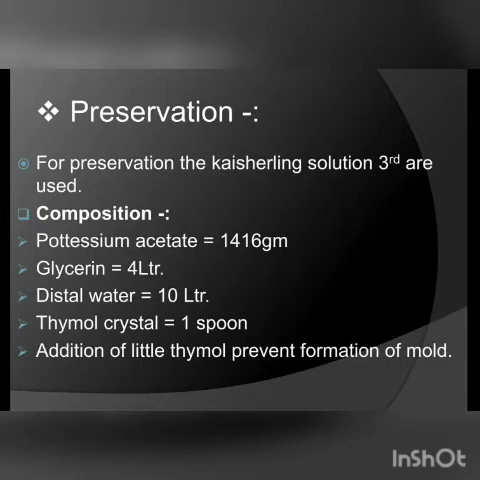 ❖ Preservation -:
For preservation the kaisherling solution 3rd are
used.
Composition -:
Pottessium acetate = 1416gm
Glycerin = 4Ltr.
Distal water = 10 Ltr.
Thymol crystal = 1 spoon
Addition of little thymol prevent formation of mold.
InShOt